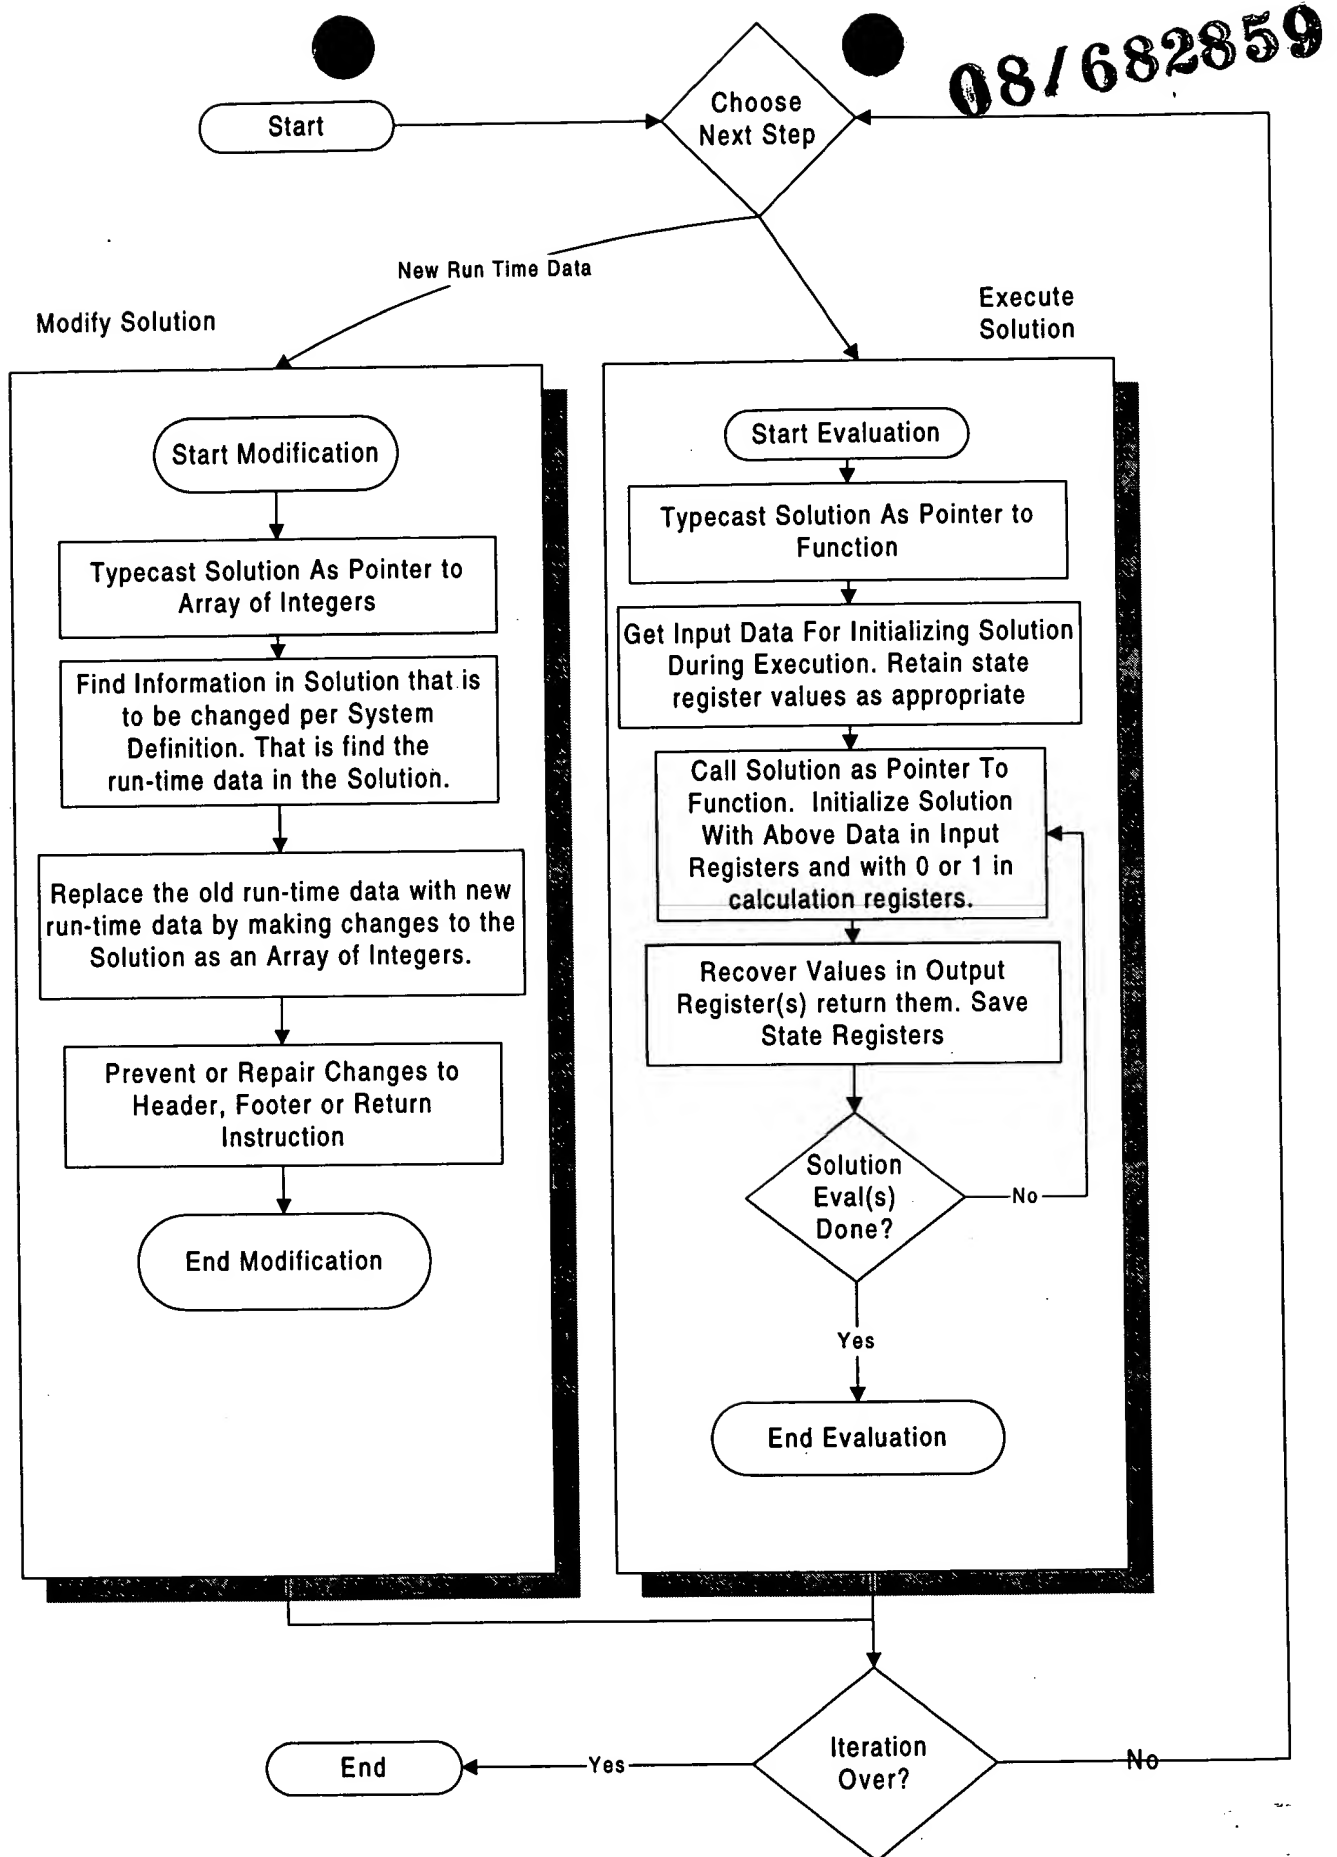 08/682859
Start
Choose
Next Step
New Run Time Data
Modify Solution
Execute
Solution
Start Modification
Typecast Solution As Pointer to
Array of Integers
Find Information in Solution that is
to be changed per System
Definition. That is find the
run-time data in the Solution.
Replace the old run-time data with new
run-time data by making changes to the
Solution as an Array of Integers.
Prevent or Repair Changes to
Header, Footer or Return
Instruction
End Modification
Start Evaluation
Typecast Solution As Pointer to
Function
Get Input Data For Initializing Solution
During Execution. Retain state
register values as appropriate
Call Solution as Pointer To
Function. Initialize Solution
With Above Data in Input
Registers and with 0 or 1 in
calculation registers.
Recover Values in Output
Register(s) return them. Save
State Registers
Solution
Eval(s)
Done?
No
Yes
End Evaluation
Iteration
Over?
Yes
No
End